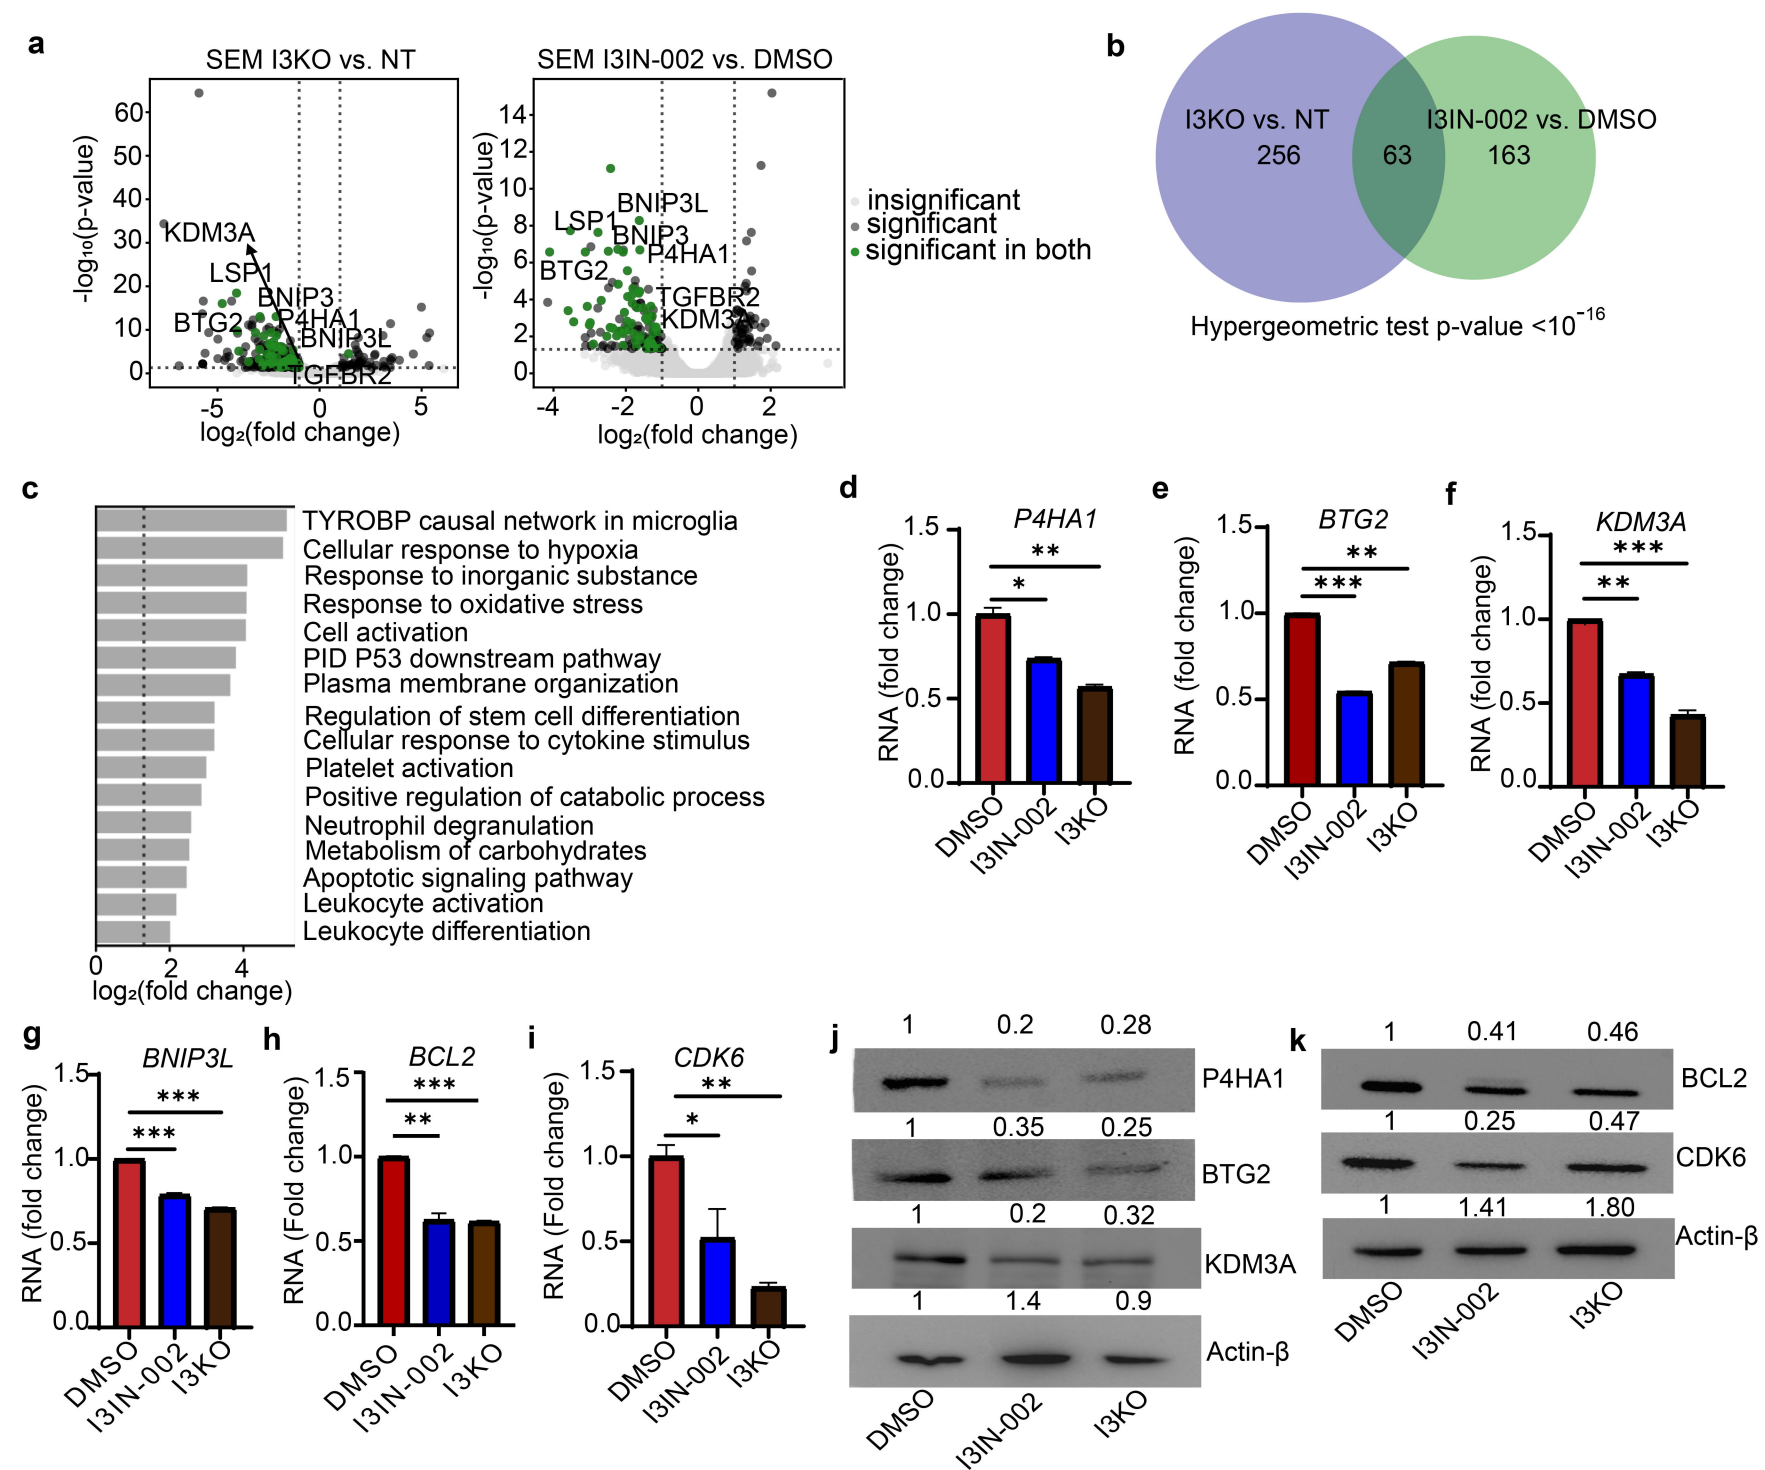 a
SEM I3KO vs. NT
-log₁₀(p-value)
60
50
40
30
20
10
0
KDM3A
LSP1
BNIP3
BTG2
P4HA1
BNIP3L
TGFBR2
-5
0
5
log₂(fold change)
SEM I3IN-002 vs. DMSO
-log₁₀(p-value)
14
12
10
8
6
4
2
0
BNIP3L
LSP1
BNIP3
P4HA1
BTG2
TGFBR2
KDM3A
-4
-2
0
2
log₂(fold change)
insignificant
significant
significant in both
b
I3KO vs. NT
256
63
I3IN-002 vs. DMSO
163
Hypergeometric test p-value <10⁻¹⁶
c
TYROBP causal network in microglia
Cellular response to hypoxia
Response to inorganic substance
Response to oxidative stress
Cell activation
PID P53 downstream pathway
Plasma membrane organization
Regulation of stem cell differentiation
Cellular response to cytokine stimulus
Platelet activation
Positive regulation of catabolic process
Neutrophil degranulation
Metabolism of carbohydrates
Apoptotic signaling pathway
Leukocyte activation
Leukocyte differentiation
0
2
4
log₂(fold change)
d
P4HA1
RNA (fold change)
1.5
1.0
0.5
0.0
**
*
DMSO
I3IN-002
I3KO
e
BTG2
RNA (fold change)
1.5
1.0
0.5
0.0
**
***
DMSO
I3IN-002
I3KO
f
KDM3A
RNA (fold change)
1.5
1.0
0.5
0.0
***
**
DMSO
I3IN-002
I3KO
g
BNIP3L
RNA (fold change)
1.5
1.0
0.5
0.0
***
***
DMSO
I3IN-002
I3KO
h
BCL2
RNA (Fold change)
1.5
1.0
0.5
0.0
***
**
DMSO
I3IN-002
I3KO
i
CDK6
RNA (Fold change)
1.5
1.0
0.5
0.0
**
*
DMSO
I3IN-002
I3KO
j
1 0.2 0.28
P4HA1
1 0.35 0.25
BTG2
1 0.2 0.32
KDM3A
1 1.4 0.9
Actin-β
DMSO
I3IN-002
I3KO
k
1 0.41 0.46
BCL2
1 0.25 0.47
CDK6
1 1.41 1.80
Actin-β
DMSO
I3IN-002
I3KO